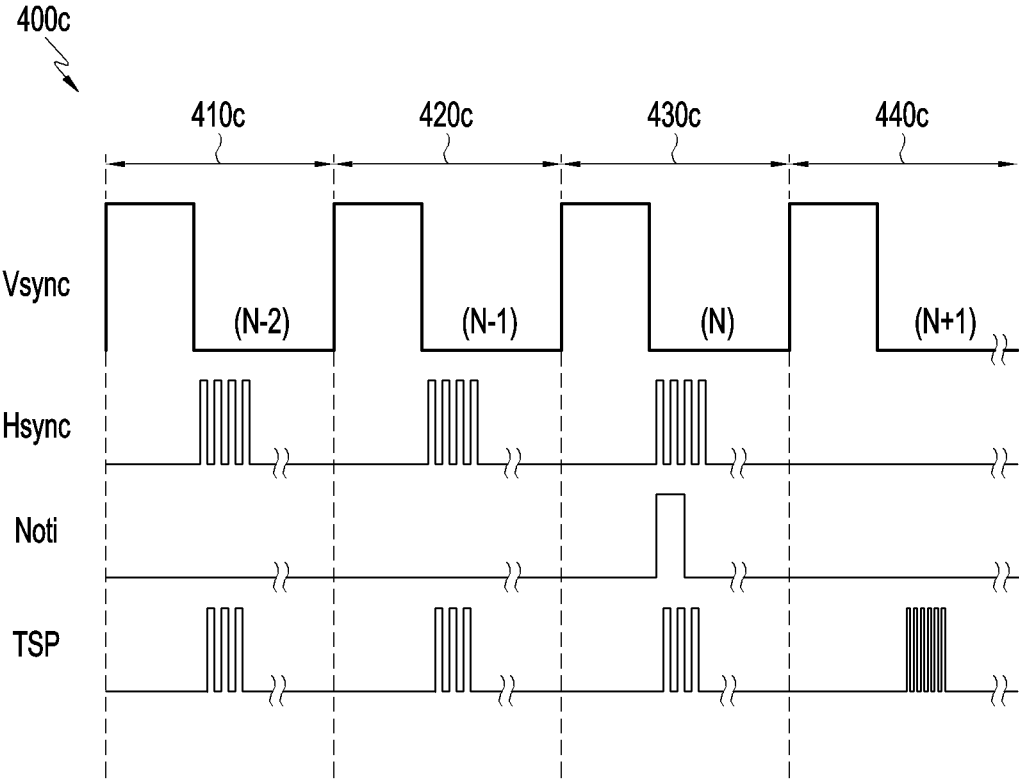 400c
410c 420c 430c 440c
Vsync
(N-2) (N-1) (N) (N+1)
Hsync
Noti
TSP